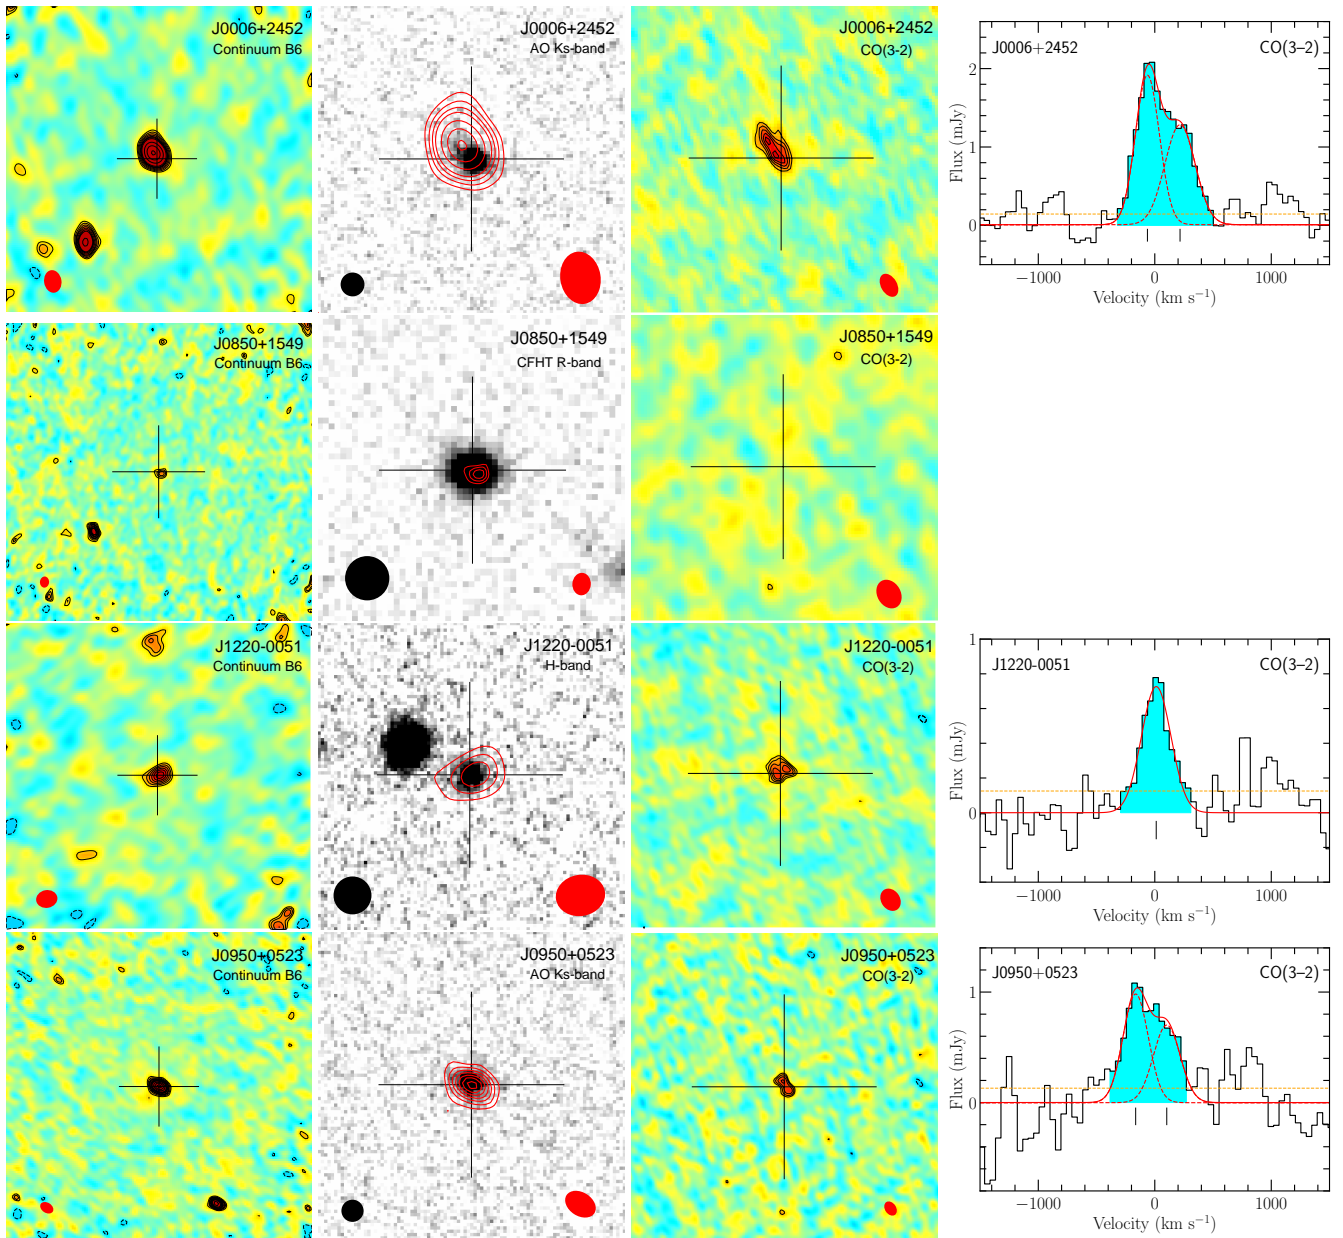 J0006+2452
Continuum B6
J0006+2452
AO Ks-band
J0006+2452
CO(3-2)
J0006+2452
CO(3−2)
2
1
0
Flux (mJy)
−1000
0
1000
Velocity (km s⁻¹)
J0850+1549
Continuum B6
J0850+1549
CFHT R-band
J0850+1549
CO(3-2)
J1220-0051
Continuum B6
J1220-0051
H-band
J1220-0051
CO(3-2)
J1220-0051
CO(3−2)
1
0
Flux (mJy)
−1000
0
1000
Velocity (km s⁻¹)
J0950+0523
Continuum B6
J0950+0523
AO Ks-band
J0950+0523
CO(3-2)
J0950+0523
CO(3−2)
1
0
Flux (mJy)
−1000
0
1000
Velocity (km s⁻¹)